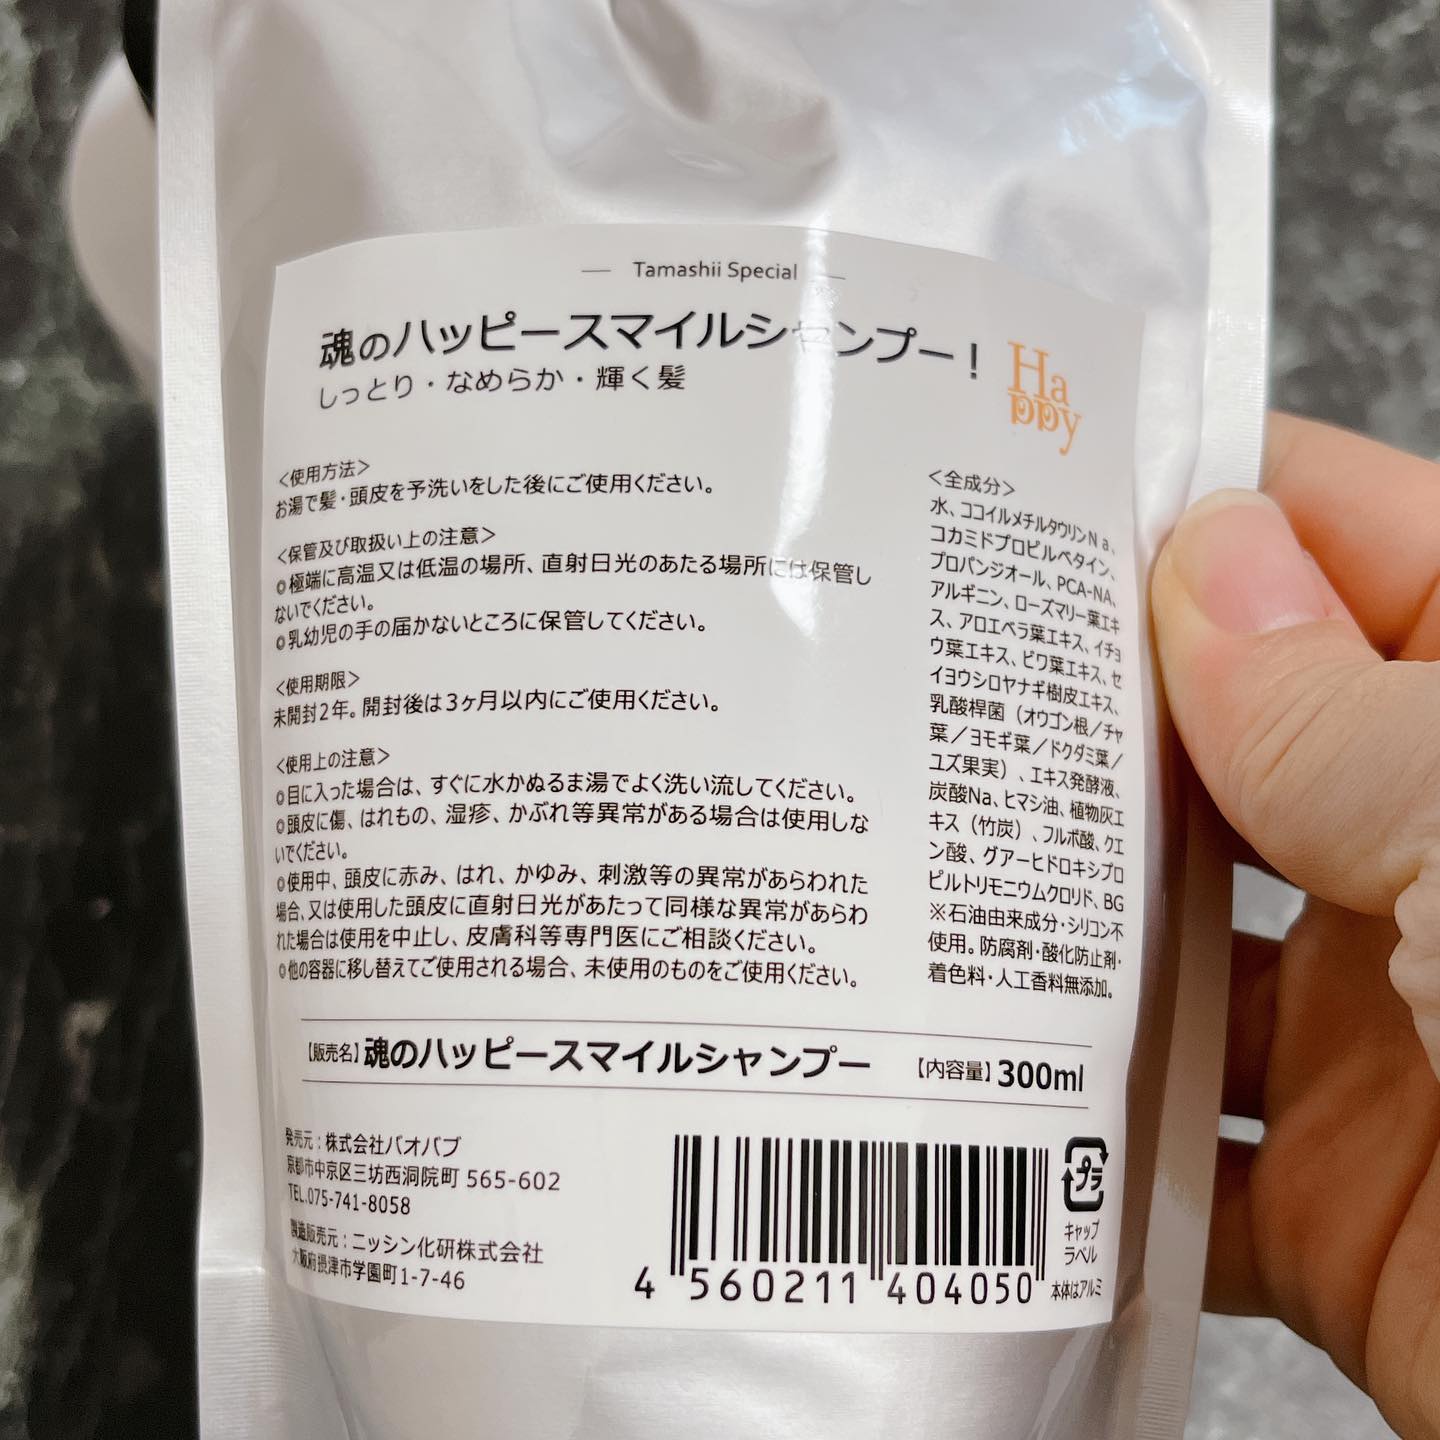 Tamashii Special
魂のハッピースマイルシャンプー！
しっとり・なめらか・輝く髪
Happy
＜使用方法＞
お湯で髪・頭皮を予洗いをした後にご使用ください。
＜保管及び取扱い上の注意＞
◎極端に高温又は低温の場所、直射日光のあたる場所には保管し
ないでください。
◎乳幼児の手の届かないところに保管してください。
＜使用期限＞
未開封2年。開封後は3ヶ月以内にご使用ください。
＜使用上の注意＞
◎目に入った場合は、すぐに水かぬるま湯でよく洗い流してください。
◎頭皮に傷、はれもの、湿疹、かぶれ等異常がある場合は使用しな
いでください。
◎使用中、頭皮に赤み、はれ、かゆみ、刺激等の異常があらわれた
場合、又は使用した頭皮に直射日光があたって同様な異常があらわ
れた場合は使用を中止し、皮膚科等専門医にご相談ください。
◎他の容器に移し替えてご使用される場合、未使用のものをご使用ください。
＜全成分＞
水、ココイルメチルタウリンNa、
コカミドプロピルベタイン、
プロパンジオール、PCA-NA、
アルギニン、ローズマリー葉エキ
ス、アロエベラ葉エキス、イチョ
ウ葉エキス、ビワ葉エキス、セ
イヨウシロヤナギ樹皮エキス、
乳酸桿菌（オウゴン根／チャ
葉／ヨモギ葉／ドクダミ葉／
ユズ果実）、エキス発酵液、
炭酸Na、ヒマシ油、植物灰エ
キス（竹炭）、フルボ酸、クエ
ン酸、グアーヒドロキシプロ
ピルトリモニウムクロリド、BG
※石油由来成分・シリコン不
使用。防腐剤・酸化防止剤・
着色料・人工香料無添加。
【販売名】魂のハッピースマイルシャンプー 【内容量】300ml
発売元：株式会社バオバブ
京都市中京区三坊西洞院町 565-602
TEL.075-741-8058
製造販売元：ニッシン化研株式会社
大阪府摂津市学園町1-7-46
4 560211 404050
プラ
キャップ
ラベル
本体はアルミ